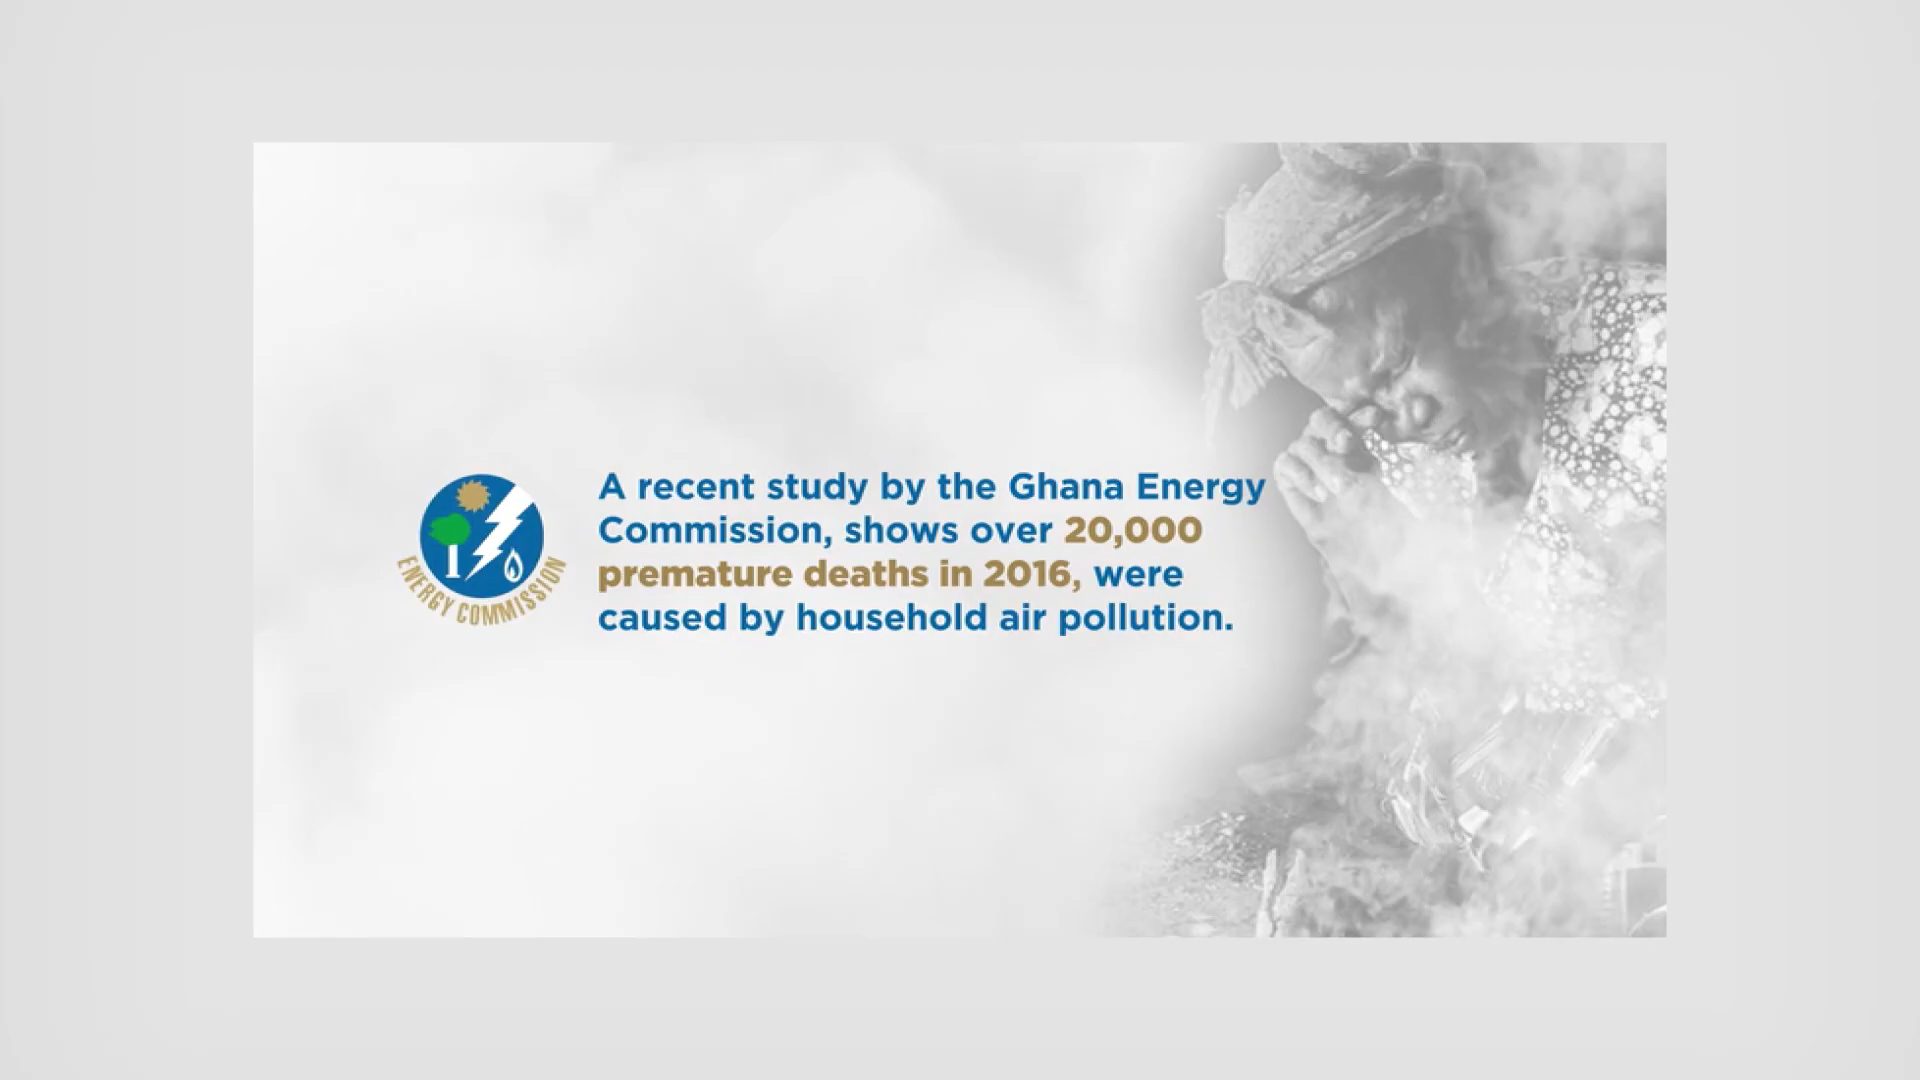 A recent study by the Ghana Energy
Commission, shows over 20,000
premature deaths in 2016, were
caused by household air pollution.
ENERGY COMMISSION